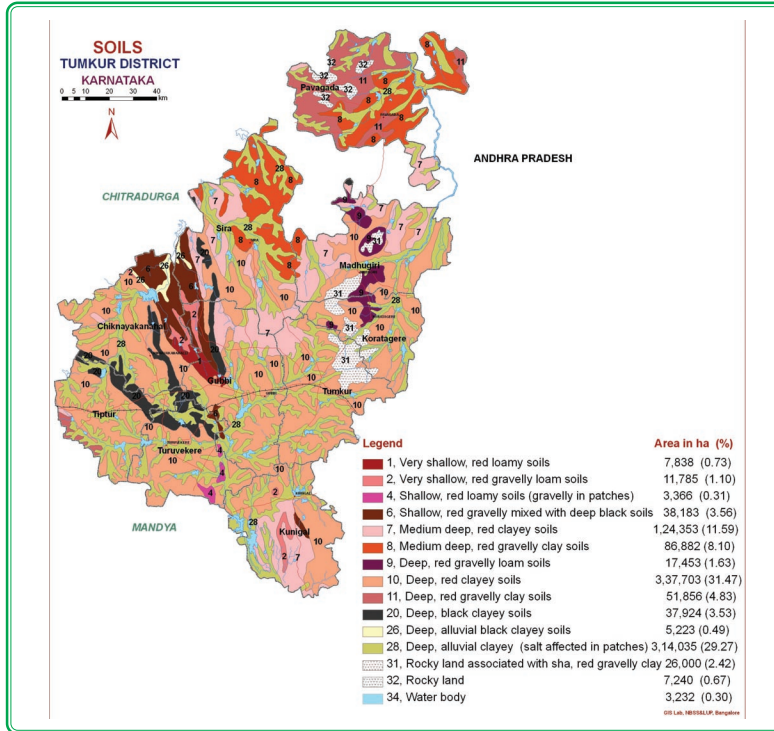 SOILS
TUMKUR DISTRICT
KARNATAKA
0 5 10 20 30 40
km
N
ANDHRA PRADESH
CHITRADURGA
MANDYA
Pavagada
Sira
Madhugiri
Chiknayakanahal
Koratagere
Gubbi
Tumkur
Tiptur
Turuvekere
Kunigal
Legend Area in ha (%)
1, Very shallow, red loamy soils 7,838 (0.73)
2, Very shallow, red gravelly loam soils 11,785 (1.10)
4, Shallow, red loamy soils (gravelly in patches) 3,366 (0.31)
6, Shallow, red gravelly mixed with deep black soils 38,183 (3.56)
7, Medium deep, red clayey soils 1,24,353 (11.59)
8, Medium deep, red gravelly clay soils 86,882 (8.10)
9, Deep, red gravelly loam soils 17,453 (1.63)
10, Deep, red clayey soils 3,37,703 (31.47)
11, Deep, red gravelly clay soils 51,856 (4.83)
20, Deep, black clayey soils 37,924 (3.53)
26, Deep, alluvial black clayey soils 5,223 (0.49)
28, Deep, alluvial clayey (salt affected in patches) 3,14,035 (29.27)
31, Rocky land associated with sha, red gravelly clay 26,000 (2.42)
32, Rocky land 7,240 (0.67)
34, Water body 3,232 (0.30)
GIS Lab, NBSS&LUP, Bangalore